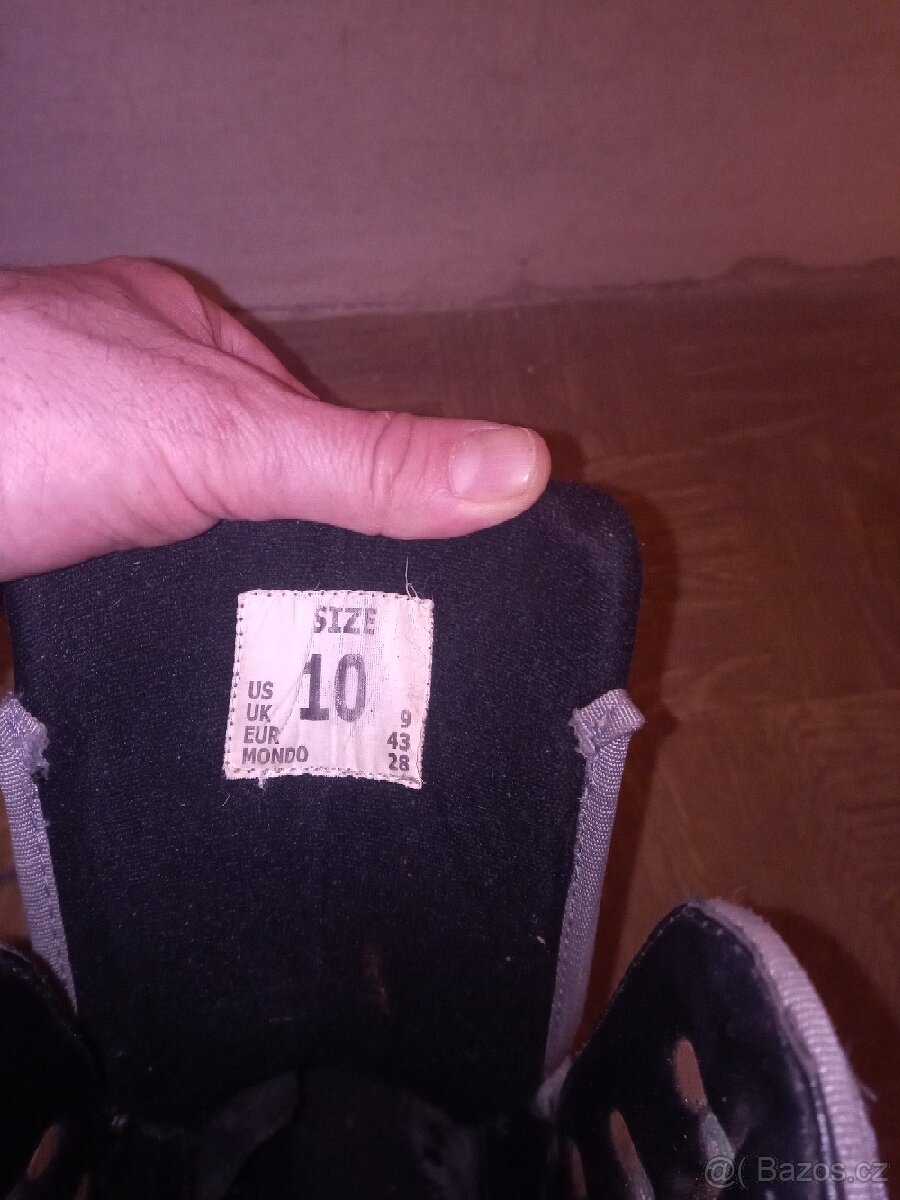 SIZE
US 10
UK 9
EUR 43
MONDO 28
@( Bazos.cz